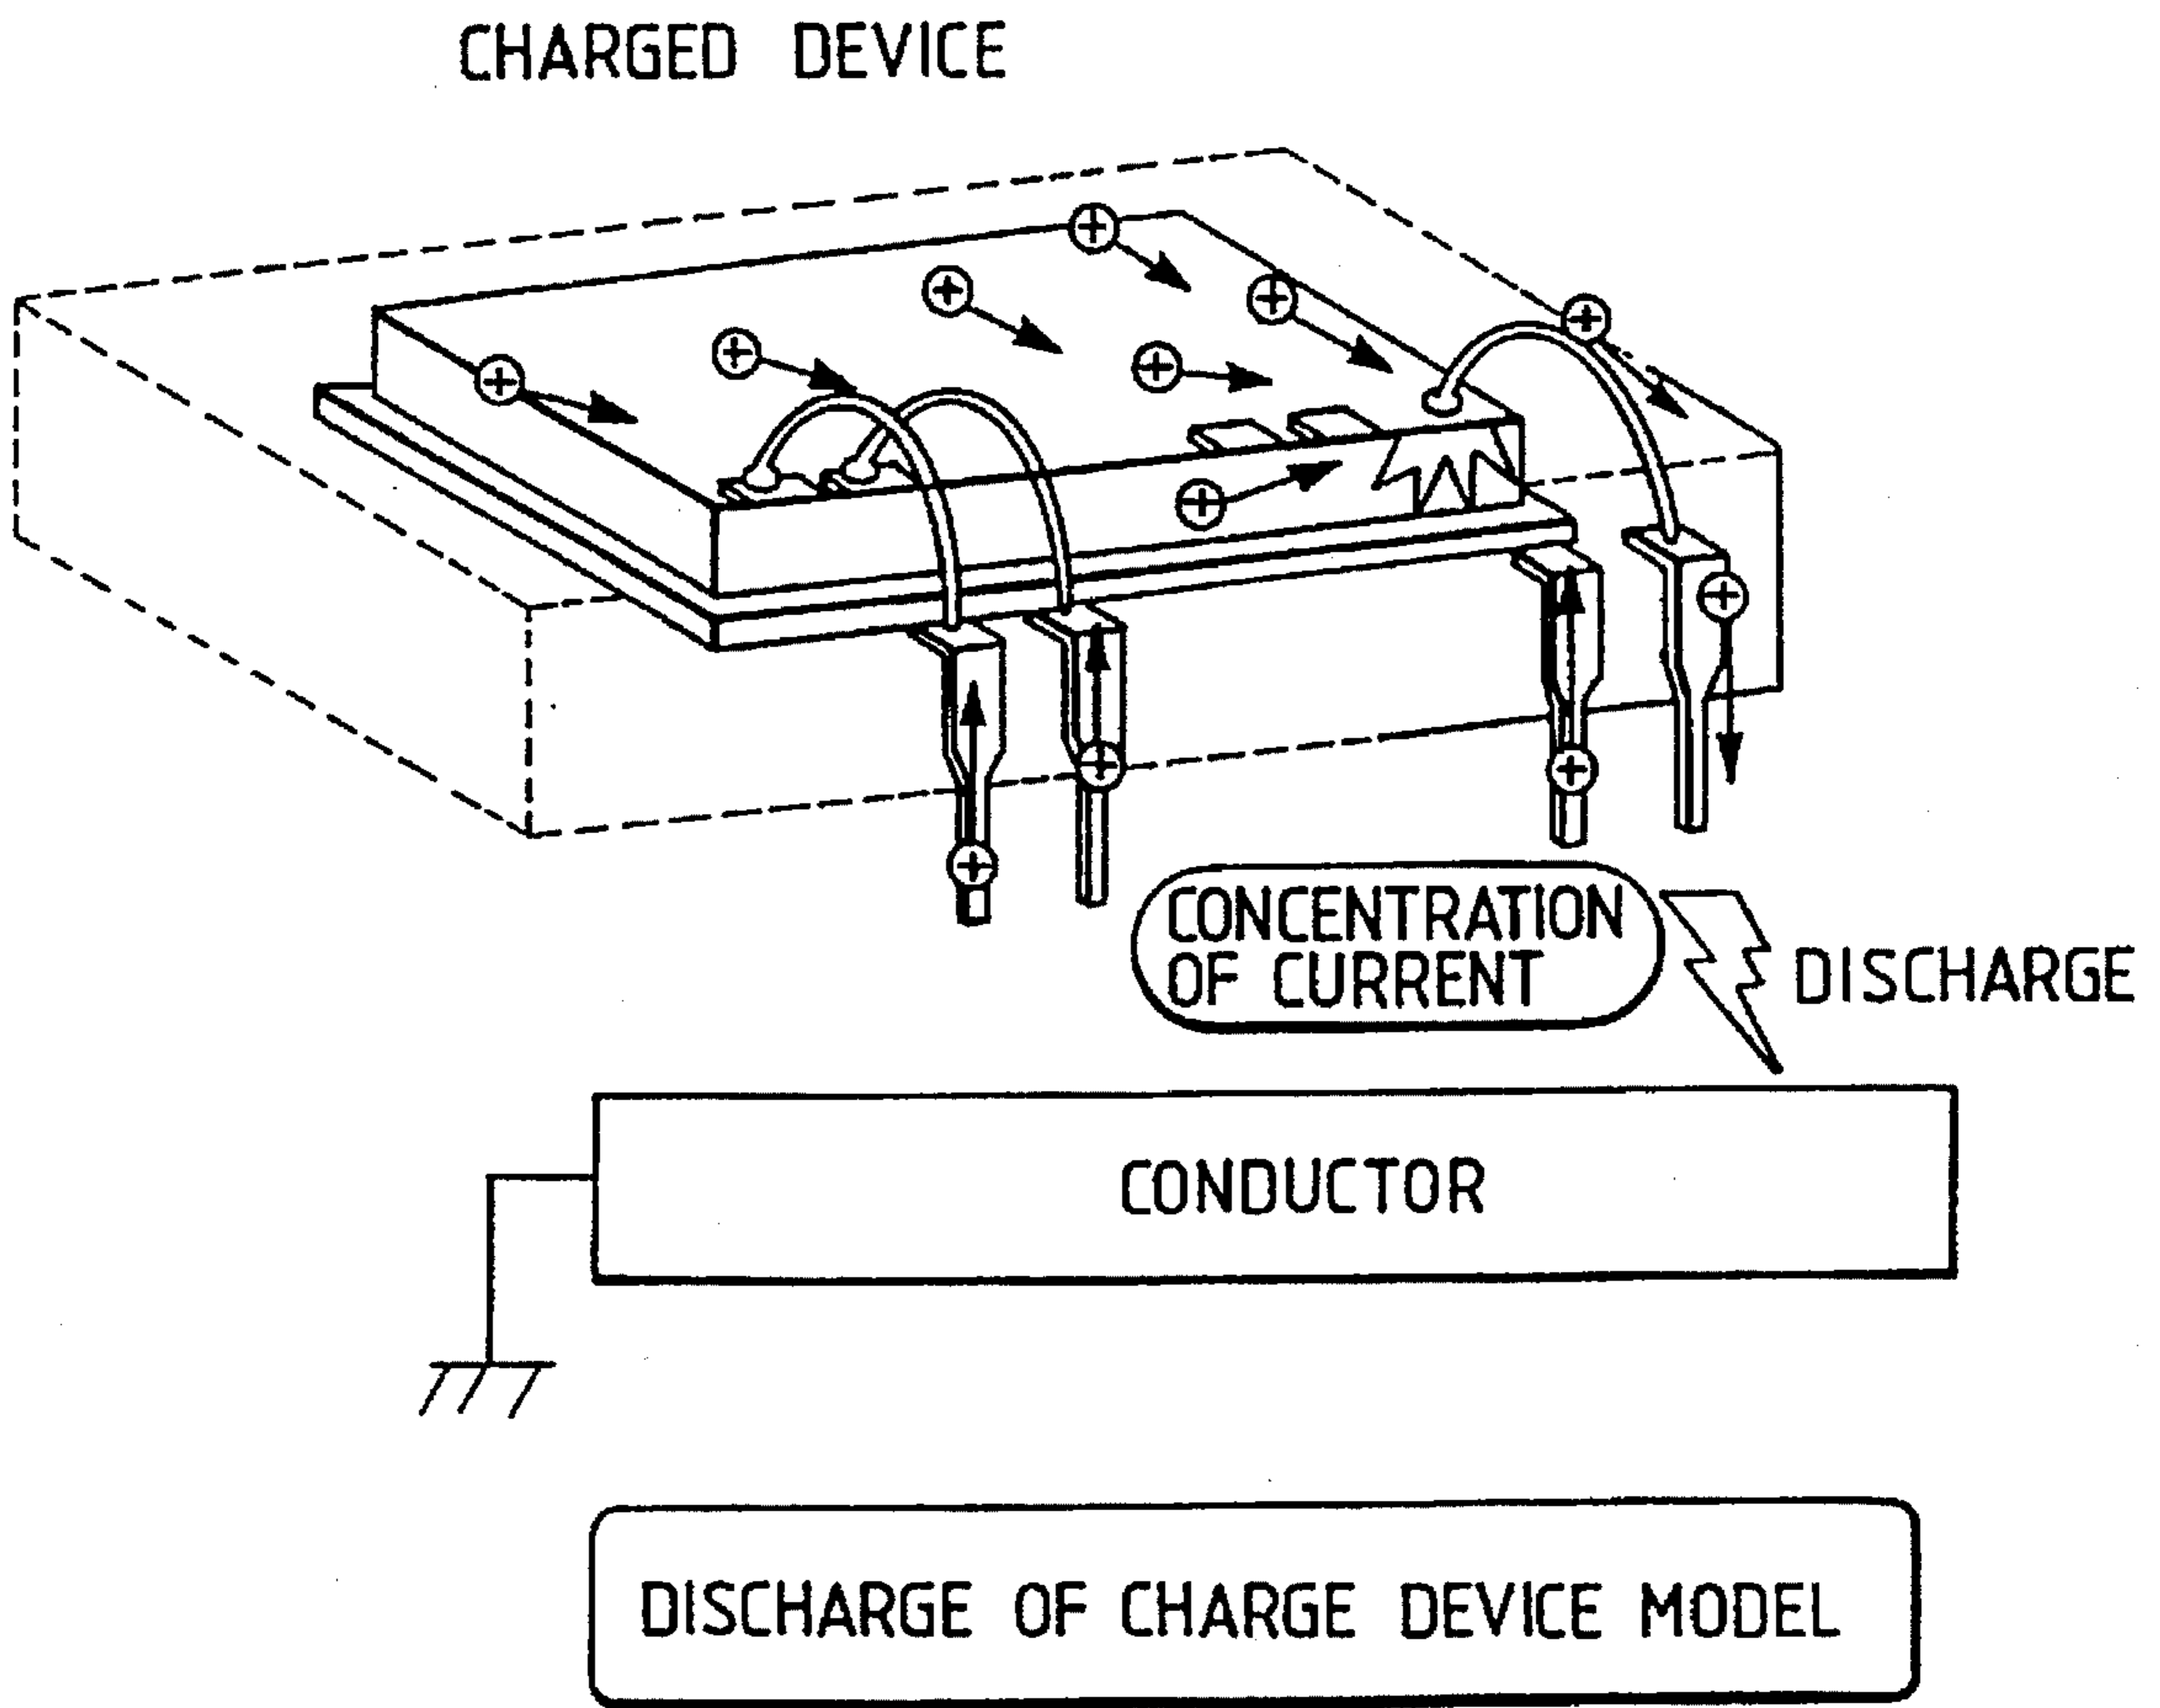 CHARGED DEVICE
CONCENTRATION
OF CURRENT
DISCHARGE
CONDUCTOR
DISCHARGE OF CHARGE DEVICE MODEL